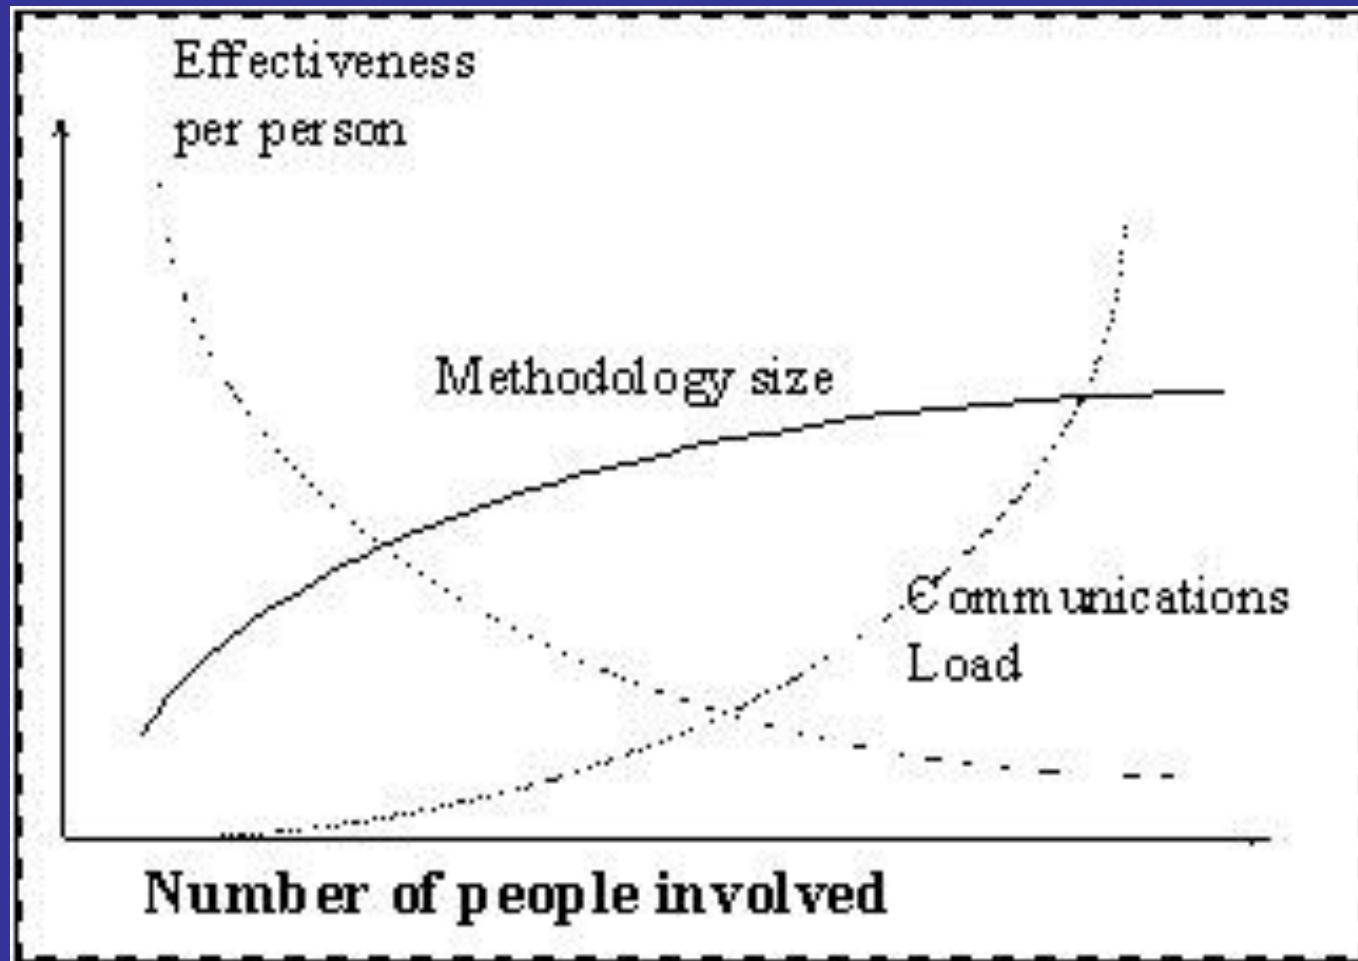 Effectiveness
per person
Methodology size
Communications
Load
Number of people involved